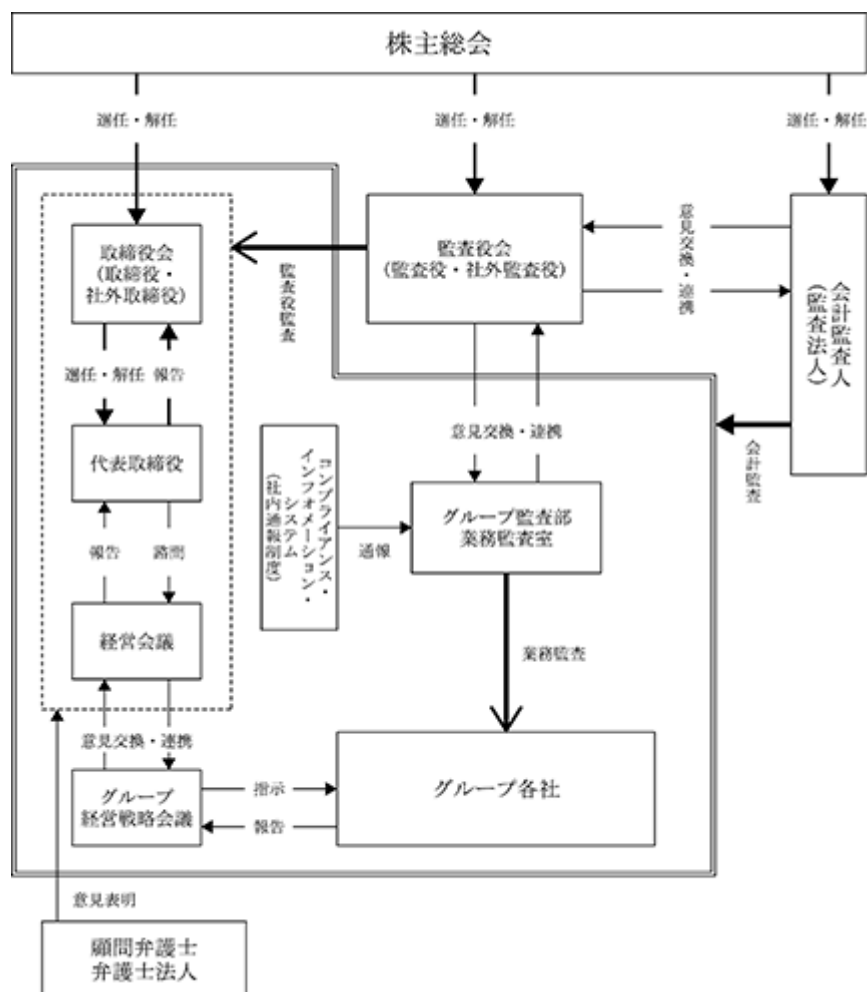 株主総会
選任・解任
選任・解任
選任・解任
取締役会
(取締役・
社外取締役)
監査役監査
監査役会
(監査役・社外監査役)
意見交換・連携
会計監査人
(監査法人)
選任・解任
報告
意見交換・連携
会計監査
代表取締役
コンプライアンス・
インフォメーション・
システム
(社内通報制度)
通報
グループ監査部
業務監査室
報告
諮問
経営会議
業務監査
意見交換・連携
グループ
経営戦略会議
指示
報告
グループ各社
意見表明
顧問弁護士
弁護士法人